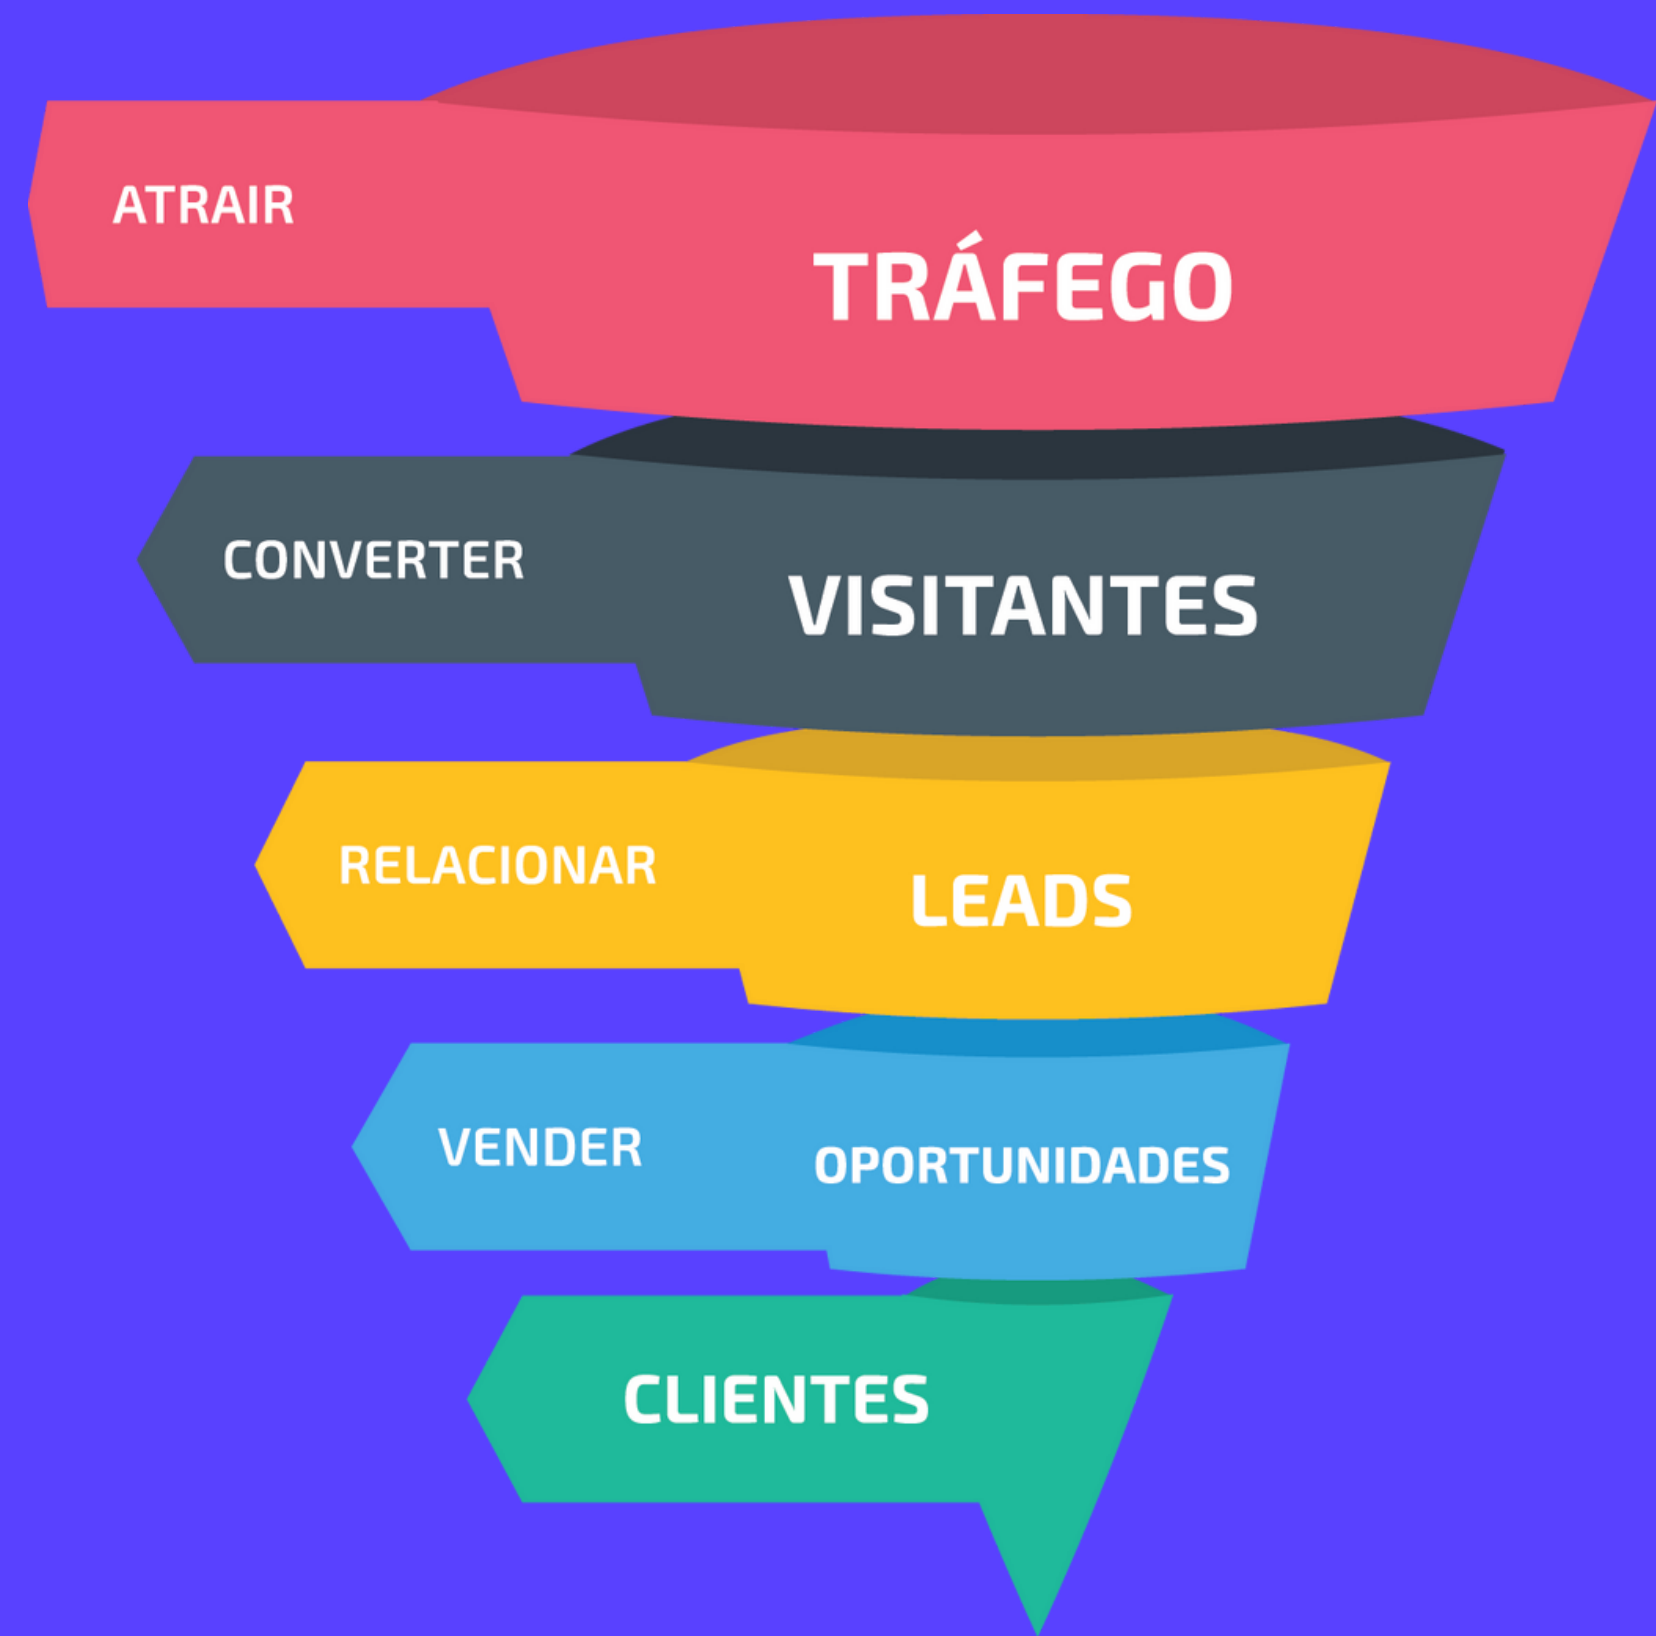 ATRAIR
TRÁFEGO
CONVERTER
VISITANTES
RELACIONAR
LEADS
VENDER
OPORTUNIDADES
CLIENTES